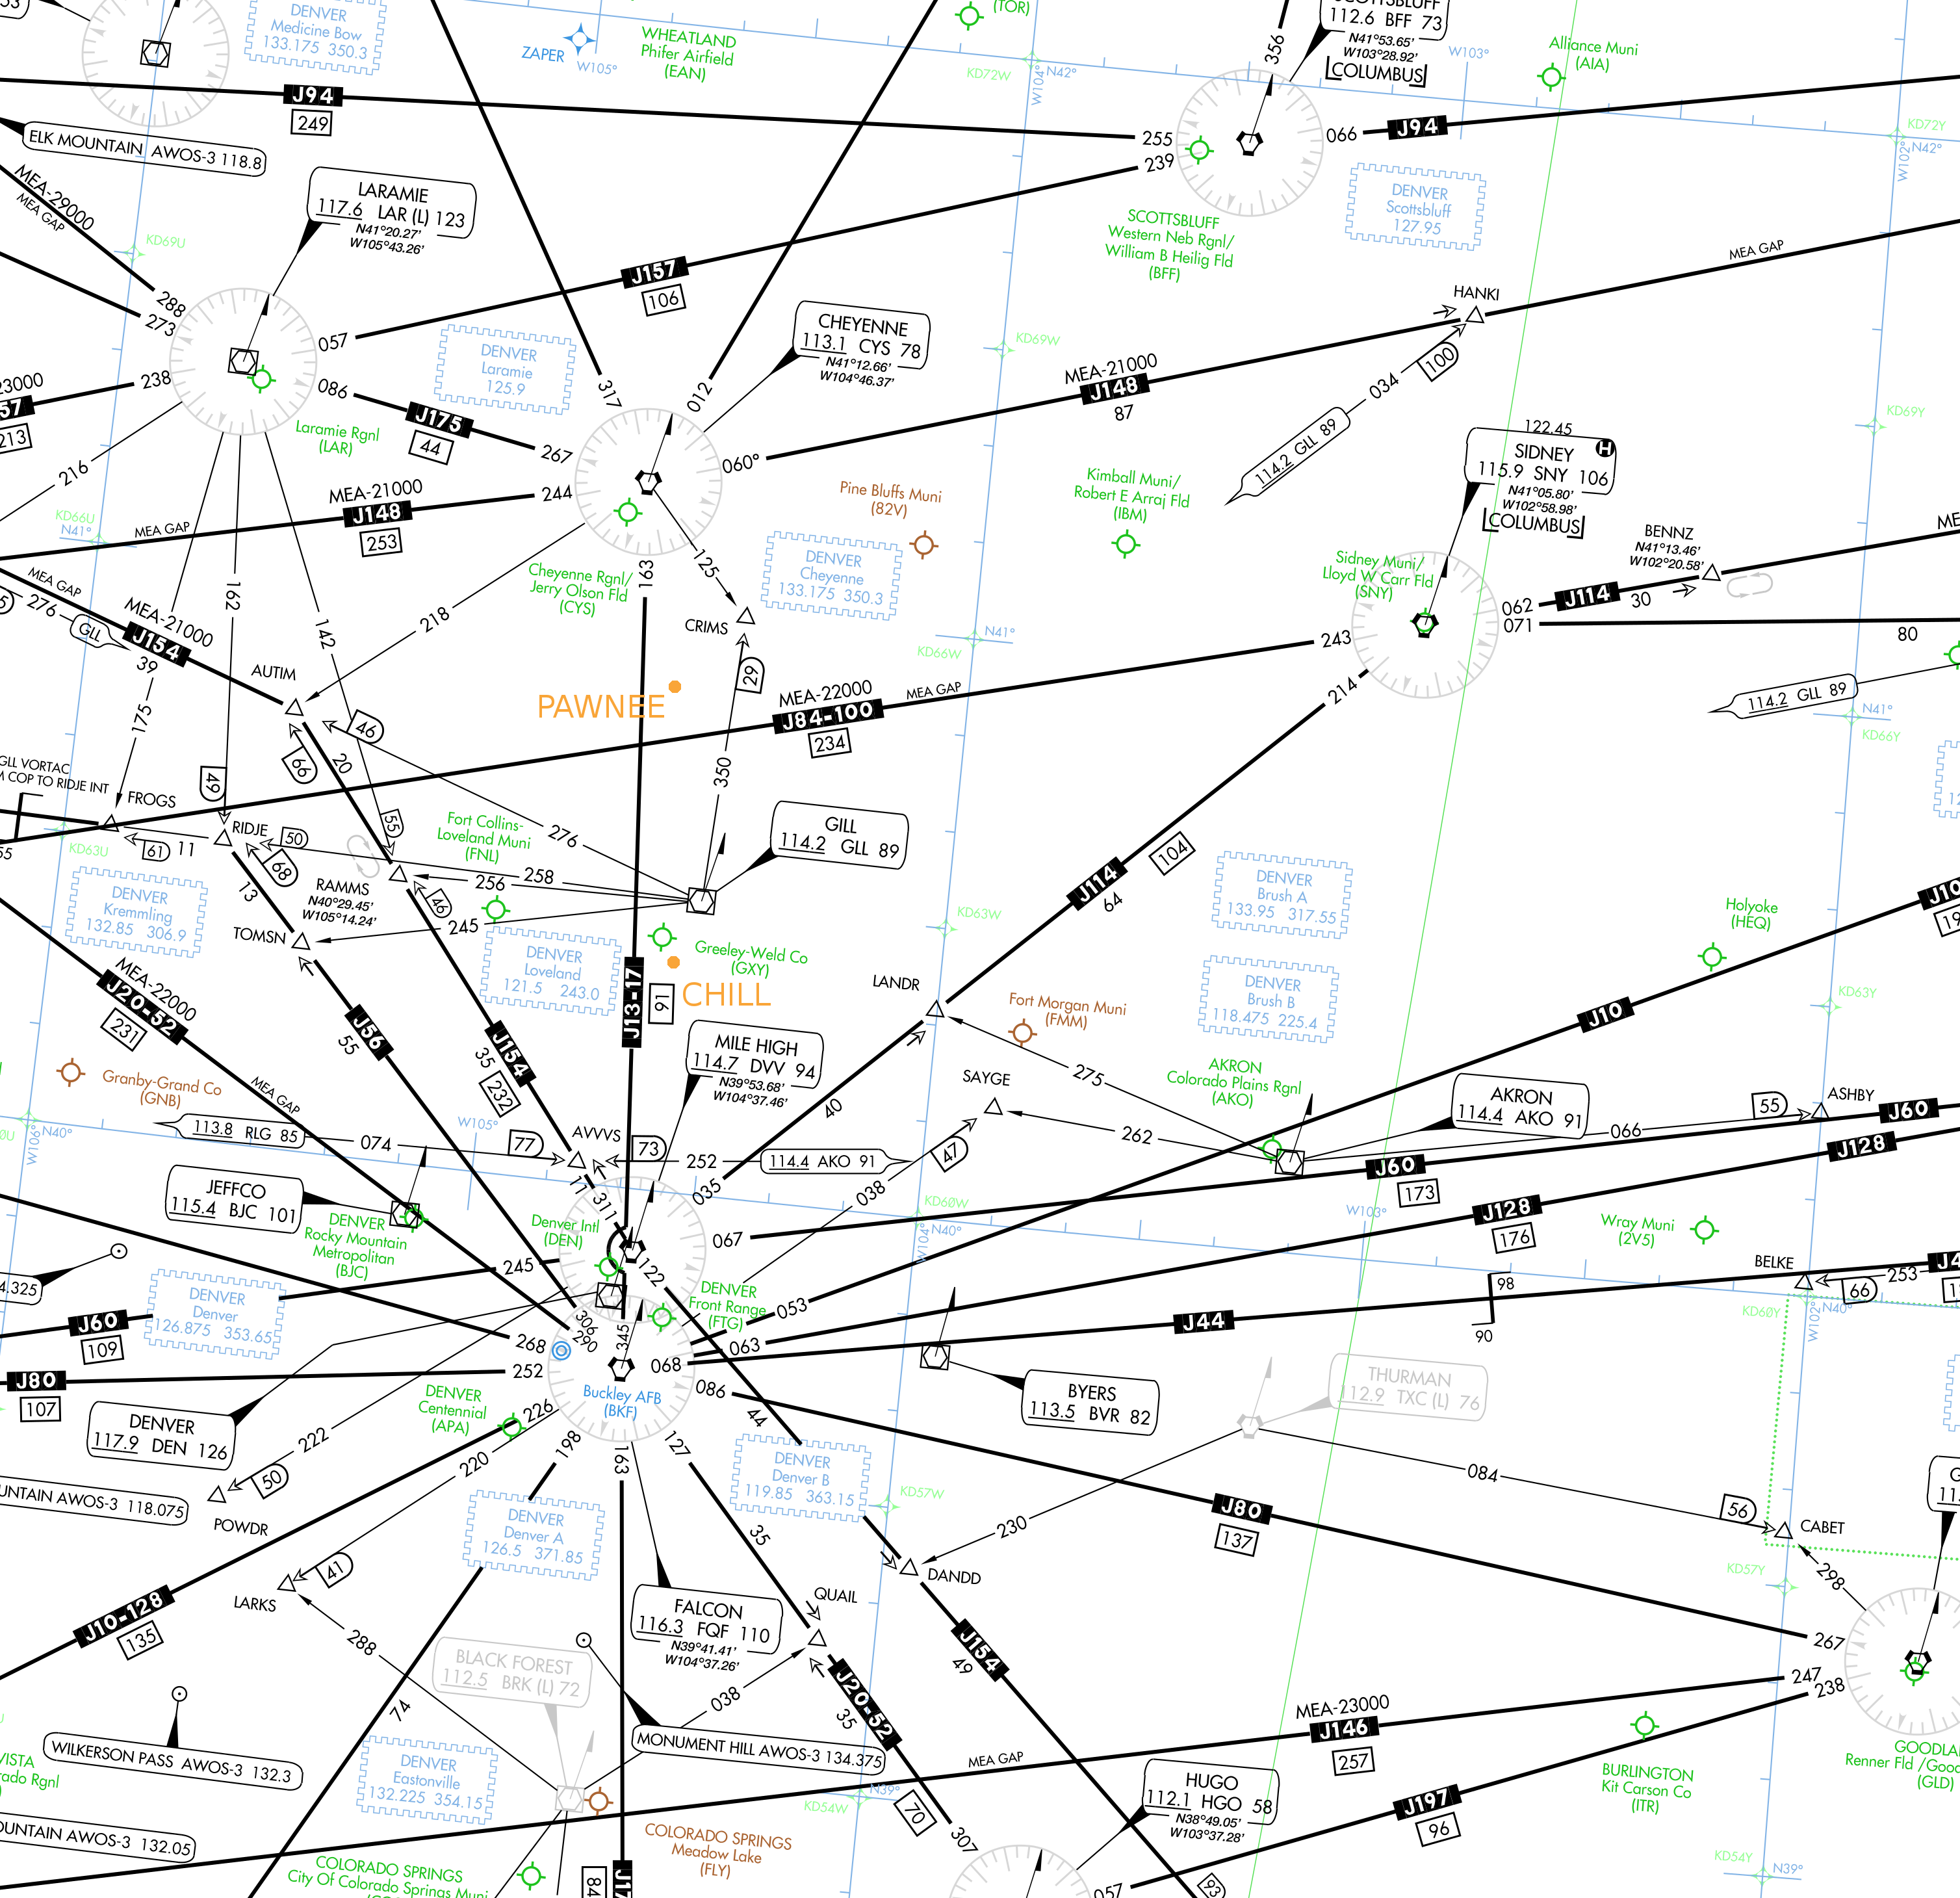 DENVER
Medicine Bow
133.175 350.3
ZAPER
W105°
WHEATLAND
Phifer Airfield
(EAN)
(TOR)
KD72W
N42°
W104°
356
SCOTTSBLUFF
112.6 BFF 73
N41°53.65'
W103°28.92'
COLUMBUS
W103°
Alliance Muni
(AIA)
KD72Y
N42°
W102°
J94
249
255
239
066
J94
ELK MOUNTAIN AWOS-3 118.8
MEA-29000
MEA GAP
KD69U
LARAMIE
117.6 LAR (L) 123
N41°20.27'
W105°43.26'
DENVER
Scottsbluff
127.95
SCOTTSBLUFF
Western Neb Rgnl/
William B Heilig Fld
(BFF)
MEA GAP
J157
106
288
273
057
086
238
216
DENVER
Laramie
125.9
J175
44
267
Laramie Rgnl
(LAR)
317
012
CHEYENNE
113.1 CYS 78
N41°12.66'
W104°46.37'
KD69W
HANKI
100
034
114.2 GLL 89
MEA-21000
J148
87
060°
KD69Y
23000
57
213
MEA-21000
J148
253
244
MEA GAP
KD66U
N41°
Pine Bluffs Muni
(82V)
Kimball Muni/
Robert E Arraj Fld
(IBM)
122.45
SIDNEY
H
115.9 SNY 106
N41°05.80'
W102°58.98'
COLUMBUS
BENNZ
N41°13.46'
W102°20.58'
Sidney Muni/
Lloyd W Carr Fld
(SNY)
062
J114
30
071
80
DENVER
Cheyenne
133.175 350.3
Cheyenne Rgnl/
Jerry Olson Fld
(CYS)
163
125
CRIMS
29
350
218
KD66W
N41°
243
214
114.2 GLL 89
N41°
KD66Y
MEA GAP
276
GLL
MEA-21000
J154
39
162
142
175
AUTIM
46
66
20
PAWNEE
MEA-22000
J84-100
234
MEA GAP
GLL VORTAC
M COP TO RIDJE INT
FROGS
49
RIDJE
50
61
11
68
55
KD63U
13
RAMMS
N40°29.45'
W105°14.24'
TOMSN
46
276
258
256
245
Fort Collins-
Loveland Muni
(FNL)
GILL
114.2 GLL 89
J114
64
104
DENVER
Kremmling
132.85 306.9
DENVER
Loveland
121.5 243.0
Greeley-Weld Co
(GXY)
CHILL
J13-17
91
KD63W
LANDR
DENVER
Brush A
133.95 317.55
DENVER
Brush B
118.475 225.4
Holyoke
(HEQ)
J10
KD63Y
Fort Morgan Muni
(FMM)
MEA-22000
J20-52
231
MEA GAP
J56
55
J154
35
232
Granby-Grand Co
(GNB)
N40°
W106°
113.8 RLG 85
074
W105°
77
AVVVS
73
252
114.4 AKO 91
MILE HIGH
114.7 DVV 94
N39°53.68'
W104°37.46'
40
SAYGE
275
262
47
038
AKRON
Colorado Plains Rgnl
(AKO)
AKRON
114.4 AKO 91
066
55
ASHBY
J60
J128
J60
173
J128
176
J10
Wray Muni
(2V5)
BELKE
66
253
JEFFCO
115.4 BJC 101
DENVER
Rocky Mountain
Metropolitan
(BJC)
17
311
Denver Intl
(DEN)
035
067
KD60W
N40°
W104°
W103°
98
90
KD60Y
N40°
W102°
122
245
DENVER
Denver
126.875 353.65
J60
109
268
252
306
290
345
DENVER
Front Range
(FTG)
053
063
068
086
J44
J80
107
DENVER
117.9 DEN 126
DENVER
Centennial
(APA)
Buckley AFB
(BKF)
226
220
222
50
POWDR
198
163
127
44
BYERS
113.5 BVR 82
THURMAN
112.9 TXC (L) 76
084
56
CABET
KD57Y
298
UNTAIN AWOS-3 118.075
DENVER
Denver A
126.5 371.85
DENVER
Denver B
119.85 363.15
KD57W
230
DANDD
J80
137
41
LARKS
288
J10-128
135
35
QUAIL
FALCON
116.3 FQF 110
N39°41.41'
W104°37.26'
BLACK FOREST
112.5 BRK (L) 72
038
J20-52
35
J154
49
267
247
238
WILKERSON PASS AWOS-3 132.3
74
MONUMENT HILL AWOS-3 134.375
MEA-23000
J146
257
MEA GAP
DENVER
Eastonville
132.225 354.15
KD54W
N39°
70
307
HUGO
112.1 HGO 58
N38°49.05'
W103°37.28'
J197
96
BURLINGTON
Kit Carson Co
(ITR)
GOODLA
Renner Fld /Good
(GLD)
UNTAIN AWOS-3 132.05
COLORADO SPRINGS
Meadow Lake
(FLY)
COLORADO SPRINGS
City Of Colorado Springs Muni
84
057
93
KD54Y
N39°